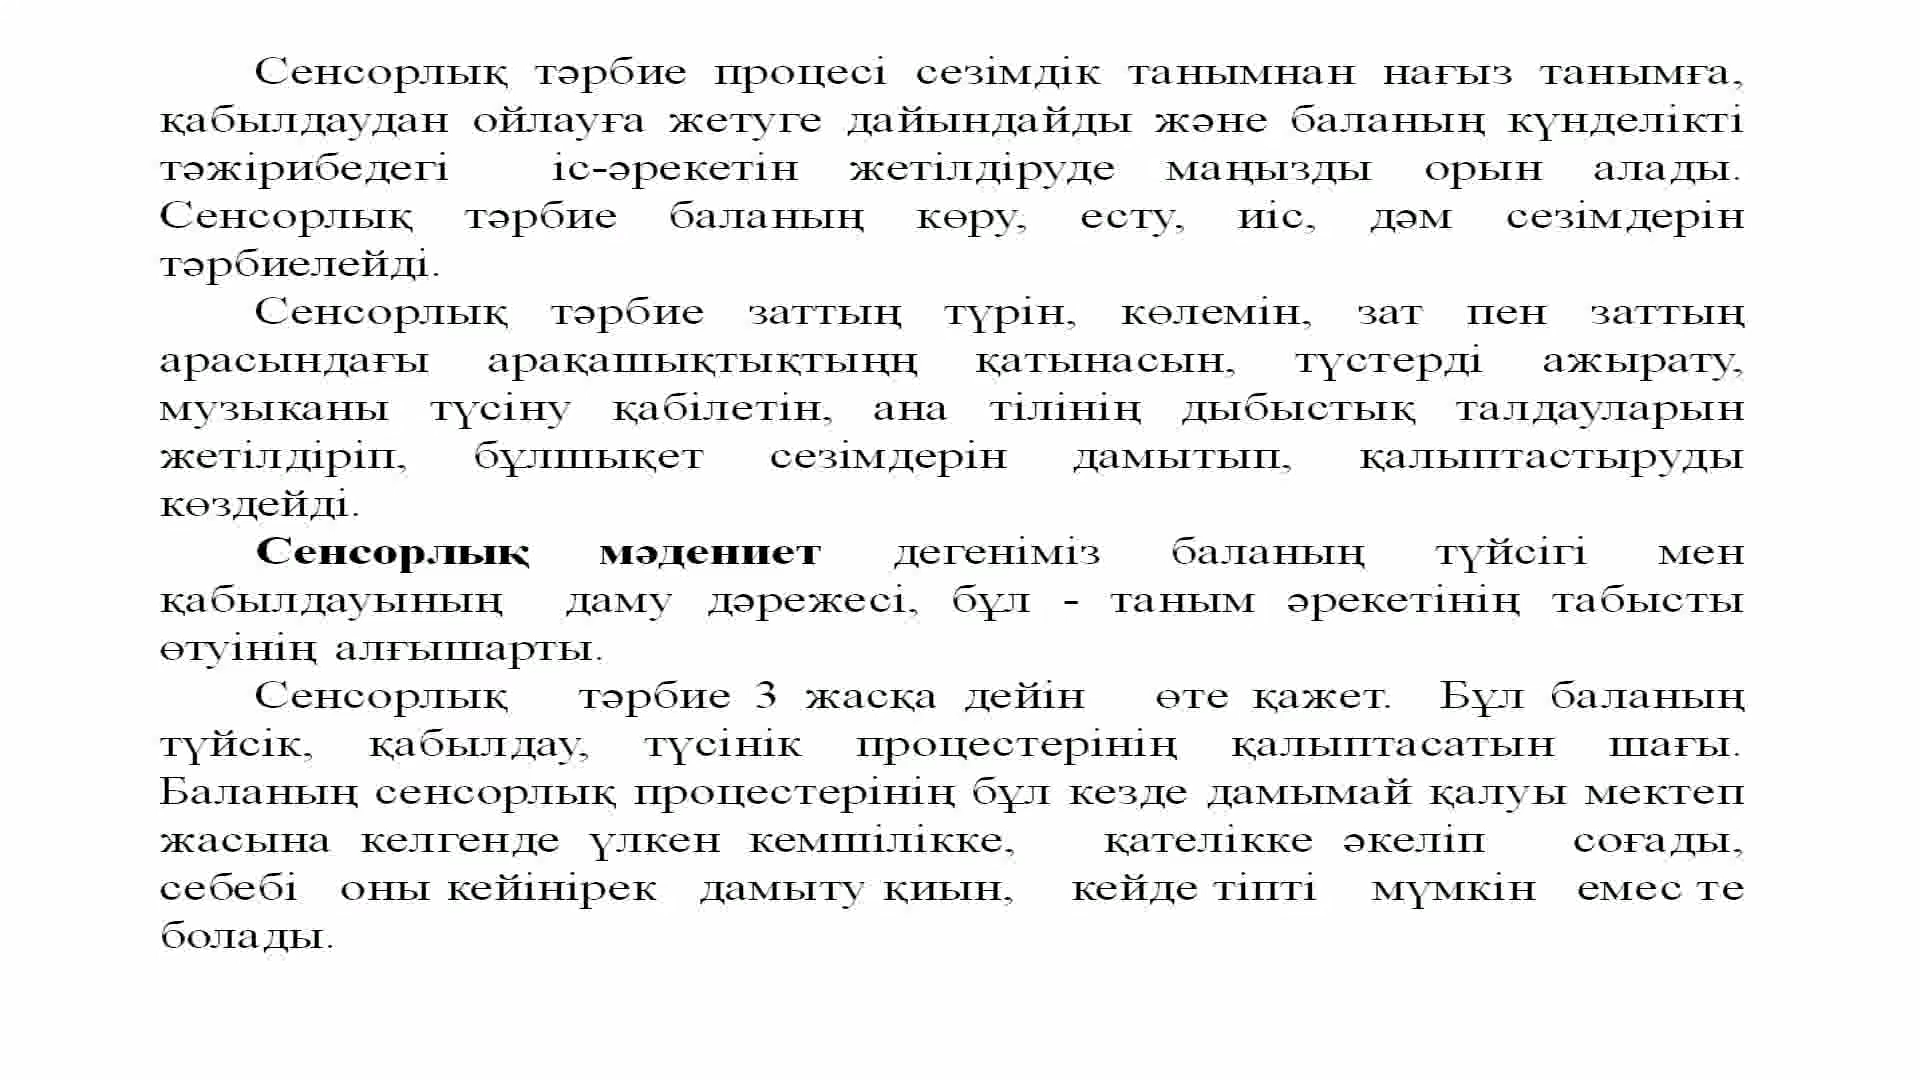 Сенсорлық тәрбие процесі сезімдік танымнан нағыз танымға,
қабылдаудан ойлауға жетуге дайындайды және баланың күнделікті
тәжірибедегі іс-әрекетін жетілдіруде маңызды орын алады.
Сенсорлық тәрбие баланың көру, есту, иіс, дәм сезімдерін
тәрбиелейді.
Сенсорлық тәрбие заттың түрін, көлемін, зат пен заттың
арасындағы арақашықтықтыңң қатынасын, түстерді ажырату,
музыканы түсіну қабілетін, ана тілінің дыбыстық талдауларын
жетілдіріп, бұлшықет сезімдерін дамытып, қалыптастыруды
көздейді.
Сенсорлық мәдениет дегеніміз баланың түйсігі мен
қабылдауының даму дәрежесі, бұл - таным әрекетінің табысты
өтуінің алғышарты.
Сенсорлық тәрбие 3 жасқа дейін өте қажет. Бұл баланың
түйсік, қабылдау, түсінік процестерінің қалыптасатын шағы.
Баланың сенсорлық процестерінің бұл кезде дамымай қалуы мектеп
жасына келгенде үлкен кемшілікке, қателікке әкеліп соғады,
себебі оны кейінірек дамыту қиын, кейде тіпті мүмкін емес те
болады.